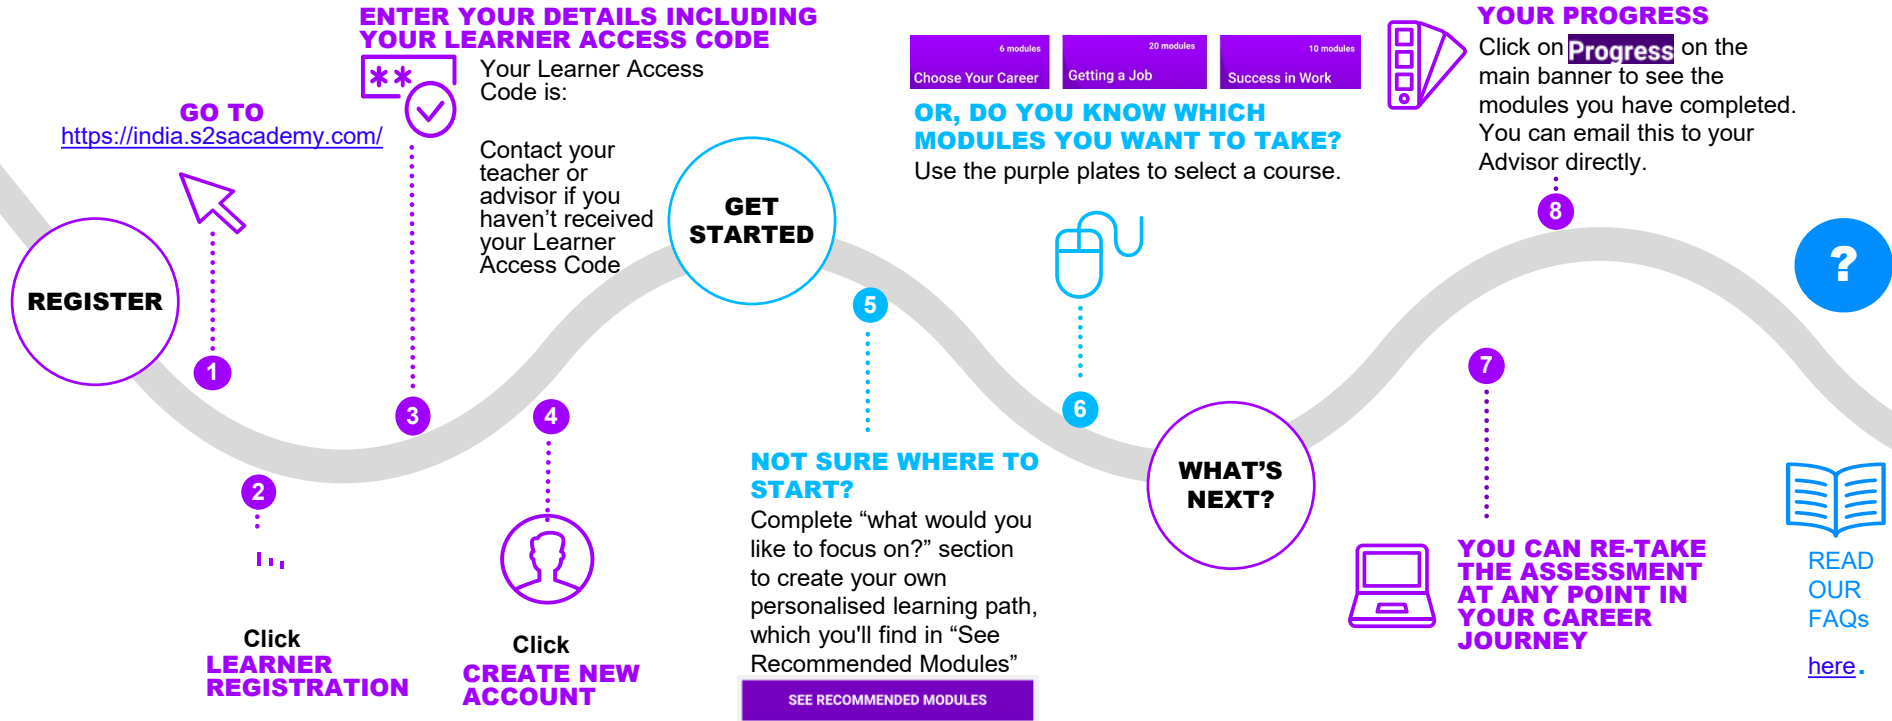 REGISTER
GO TO
https://india.s2sacademy.com/
1
2
Click
LEARNER
REGISTRATION
ENTER YOUR DETAILS INCLUDING
YOUR LEARNER ACCESS CODE
**
Your Learner Access
Code is:
Contact your
teacher or
advisor if you
haven’t received
your Learner
Access Code
3
4
Click
CREATE NEW
ACCOUNT
GET
STARTED
5
NOT SURE WHERE TO
START?
Complete “what would you
like to focus on?” section
to create your own
personalised learning path,
which you'll find in “See
Recommended Modules”
SEE RECOMMENDED MODULES
6 modules
Choose Your Career
20 modules
Getting a Job
10 modules
Success in Work
OR, DO YOU KNOW WHICH
MODULES YOU WANT TO TAKE?
Use the purple plates to select a course.
6
WHAT’S
NEXT?
7
YOU CAN RE-TAKE
THE ASSESSMENT
AT ANY POINT IN
YOUR CAREER
JOURNEY
YOUR PROGRESS
Click on Progress on the
main banner to see the
modules you have completed.
You can email this to your
Advisor directly.
8
?
READ
OUR
FAQs
here.